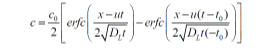 c = \frac{c_0}{2} \left[ erfc\left( \frac{x-ut}{2\sqrt{D_L t}} \right) - erfc\left( \frac{x-u(t-t_0)}{2\sqrt{D_L t(-t_0)}} \right) \right]